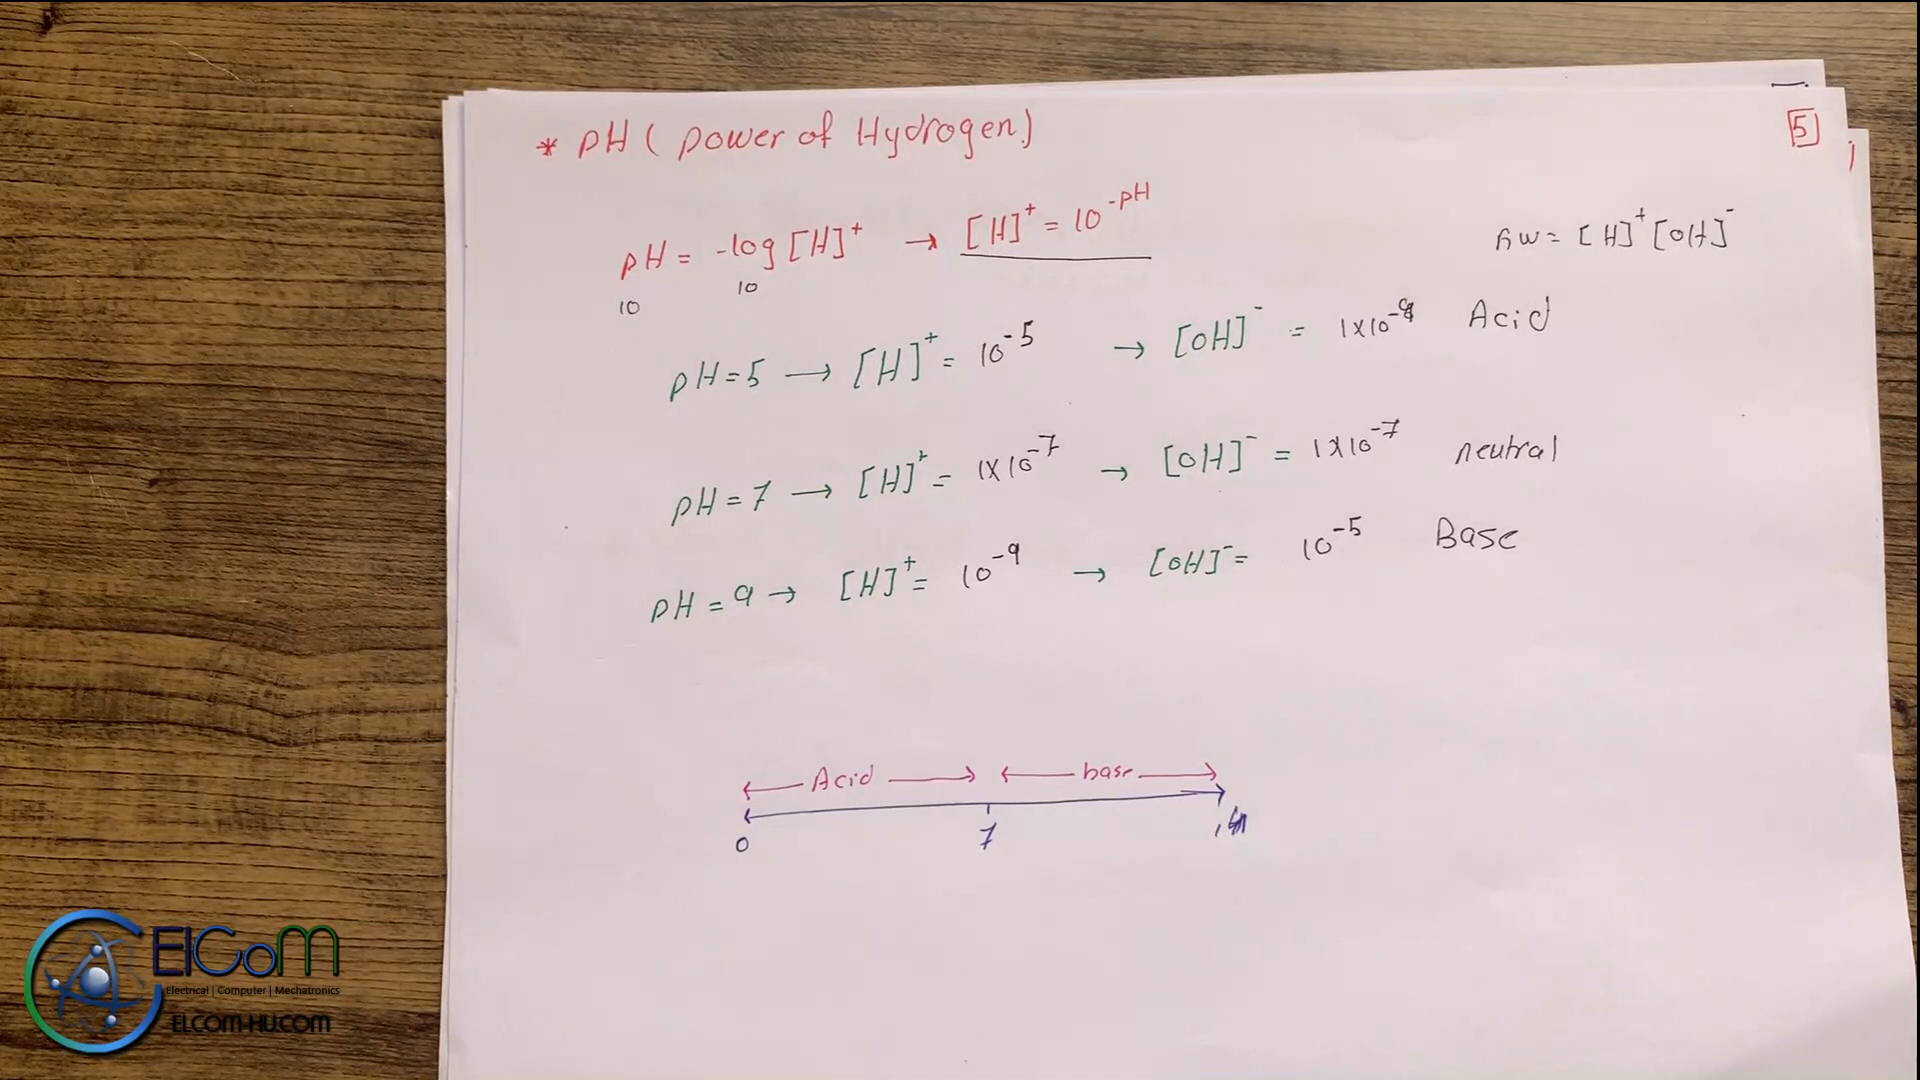 * pH ( power of Hydrogen)
5
pH = -log [H]⁺ → [H]⁺ = 10^-pH
10 10
kw = [H]⁺ [OH]⁻
pH = 5 → [H]⁺ = 10⁻⁵ → [OH]⁻ = 1x10⁻⁹ Acid
pH = 7 → [H]⁺ = 1x10⁻⁷ → [OH]⁻ = 1x10⁻⁷ neutral
pH = 9 → [H]⁺ = 10⁻⁹ → [OH]⁻ = 10⁻⁵ Base
← Acid → ← base →
0 7 14
ElCoM
Electrical | Computer | Mechatronics
ELCOM-HU.COM